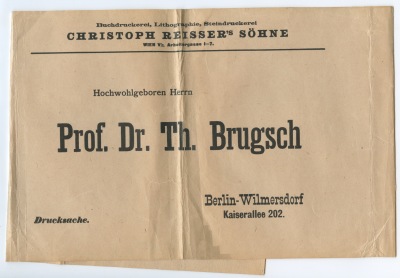 Buchdruckerei, Lithographie, Steindruckerei
CHRISTOPH REISSER'S SÖHNE
WIEN VI. Arbeitergasse 1–7.
Hochwohlgeboren Herrn
Prof. Dr. Th. Brugsch
Berlin-Wilmersdorf
Kaiserallee 202.
Drucksache.